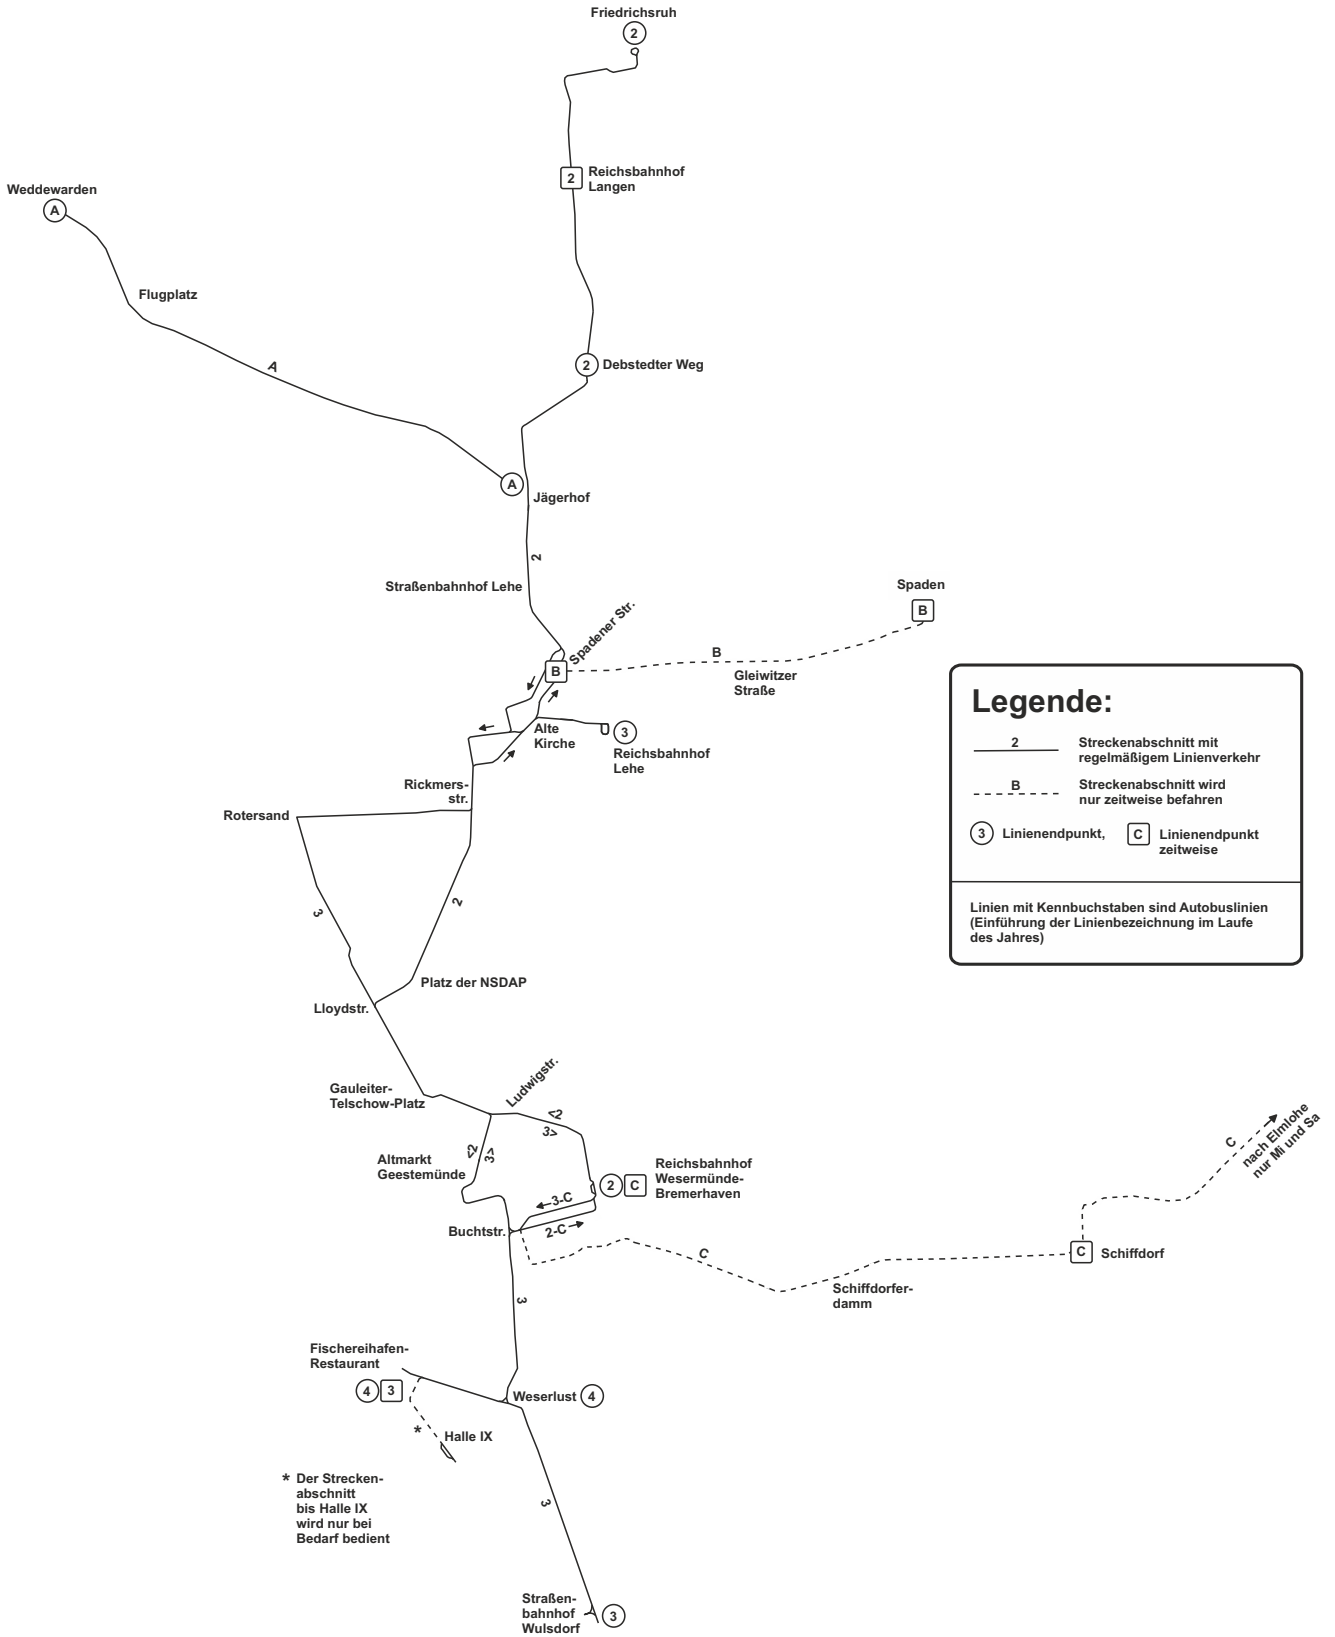 Friedrichsruh
2
2
Reichsbahnhof
Langen
Weddewarden
A
Flugplatz
A
2
Debstedter Weg
A
Jägerhof
2
Straßenbahnhof Lehe
Spadener Str.
B
B
Gleiwitzer
Straße
Spaden
B
Alte
Kirche
3
Reichsbahnhof
Lehe
Rickmers-
str.
Rotersand
3
2
Platz der NSDAP
Lloydstr.
Gauleiter-
Telschow-Platz
Ludwigstr.
<2
3>
<2
3>
Altmarkt
Geestemünde
2
C
Reichsbahnhof
Wesermünde-
Bremerhaven
3-C
2-C
Buchtstr.
C
Schiffdorfer-
damm
C
Schiffdorf
C
nach Elmlohe
nur Mi und Sa
3
Fischereihafen-
Restaurant
4
3
Weserlust
4
*
Halle IX
* Der Strecken-
abschnitt
bis Halle IX
wird nur bei
Bedarf bedient
3
Straßen-
bahnhof
Wulsdorf
3
Legende:
2
Streckenabschnitt mit
regelmäßigem Linienverkehr
B
Streckenabschnitt wird
nur zeitweise befahren
3
Linienendpunkt,
C
Linienendpunkt
zeitweise
Linien mit Kennbuchstaben sind Autobuslinien
(Einführung der Linienbezeichnung im Laufe
des Jahres)